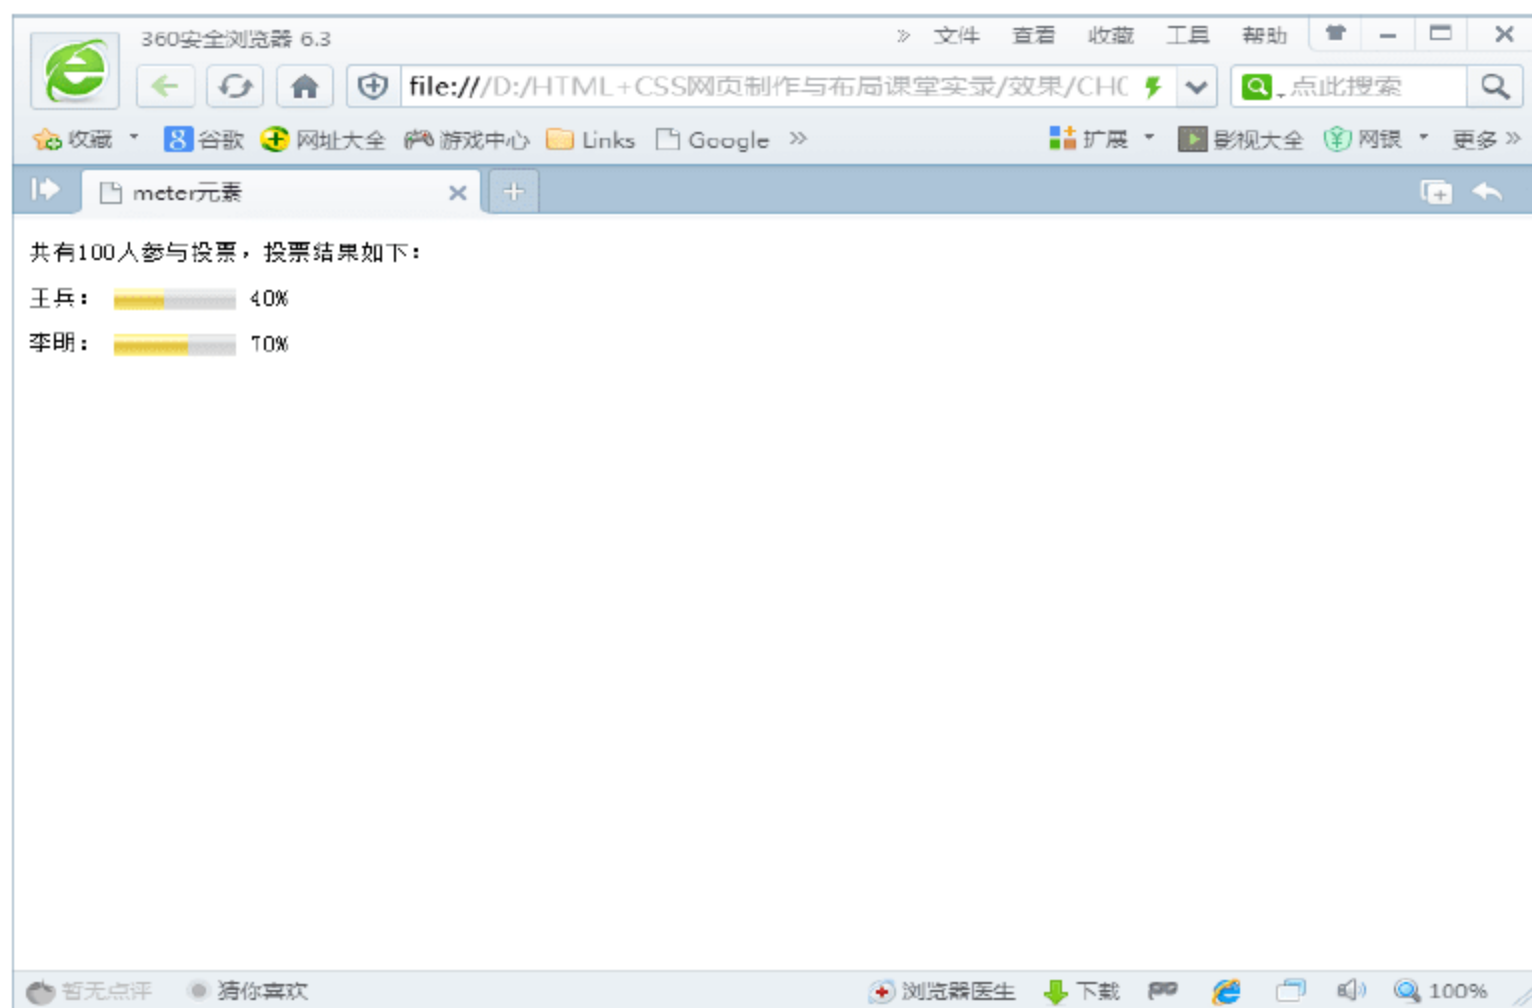 360安全浏览器 6.3
» 文件 查看 收藏 工具 帮助
file:///D:/HTML+CSS网页制作与布局课堂实录/效果/CH 点此搜索
收藏 谷歌 网址大全 游戏中心 Links Google » 扩展 影视大全 网银 更多 »
meter元素
共有100人参与投票，投票结果如下：
王兵： 40%
李明： 70%
暂无点评 猜你喜欢 浏览器医生 下载 100%